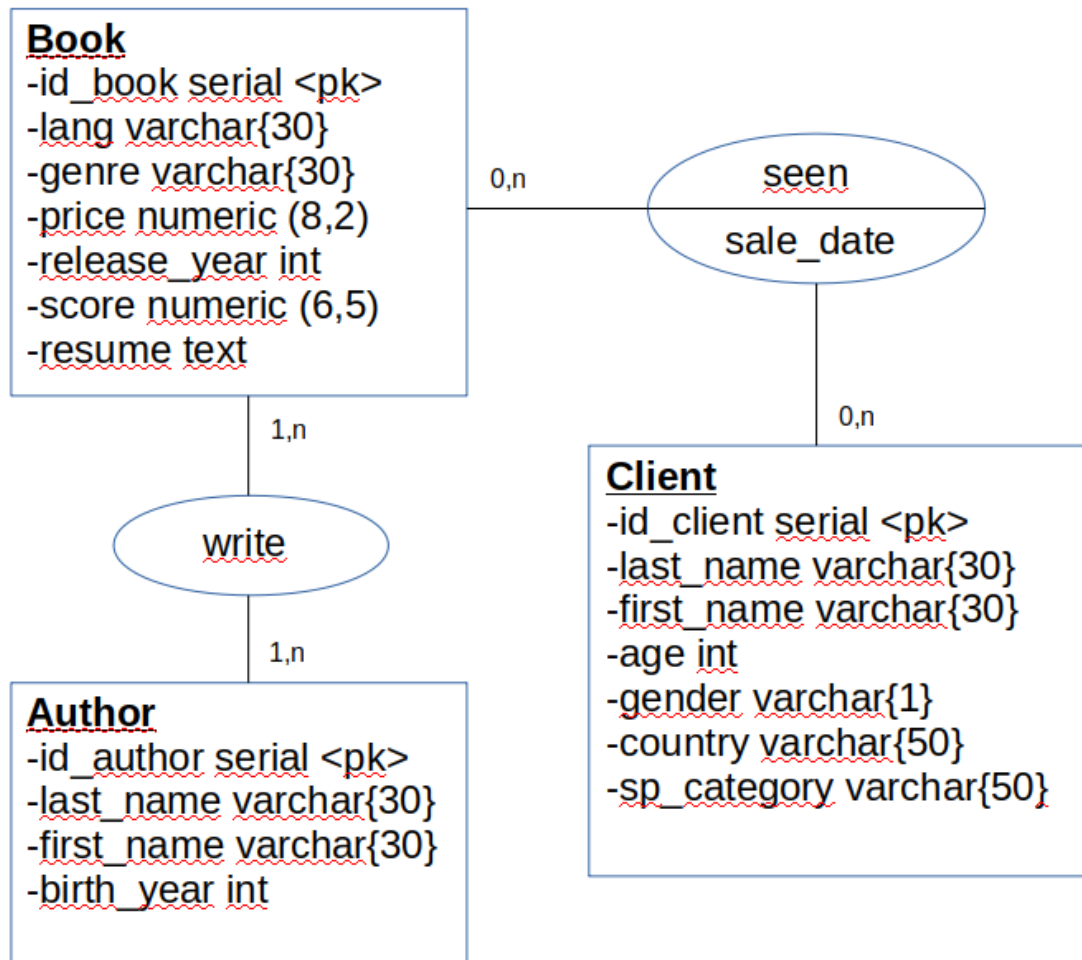 Book
-id_book serial <pk>
-lang varchar{30}
-genre varchar{30}
-price numeric (8,2)
-release_year int
-score numeric (6,5)
-resume text
0,n
seen
sale_date
1,n
0,n
write
1,n
Client
-id_client serial <pk>
-last_name varchar{30}
-first_name varchar{30}
-age int
-gender varchar{1}
-country varchar{50}
-sp_category varchar{50}
Author
-id_author serial <pk>
-last_name varchar{30}
-first_name varchar{30}
-birth_year int